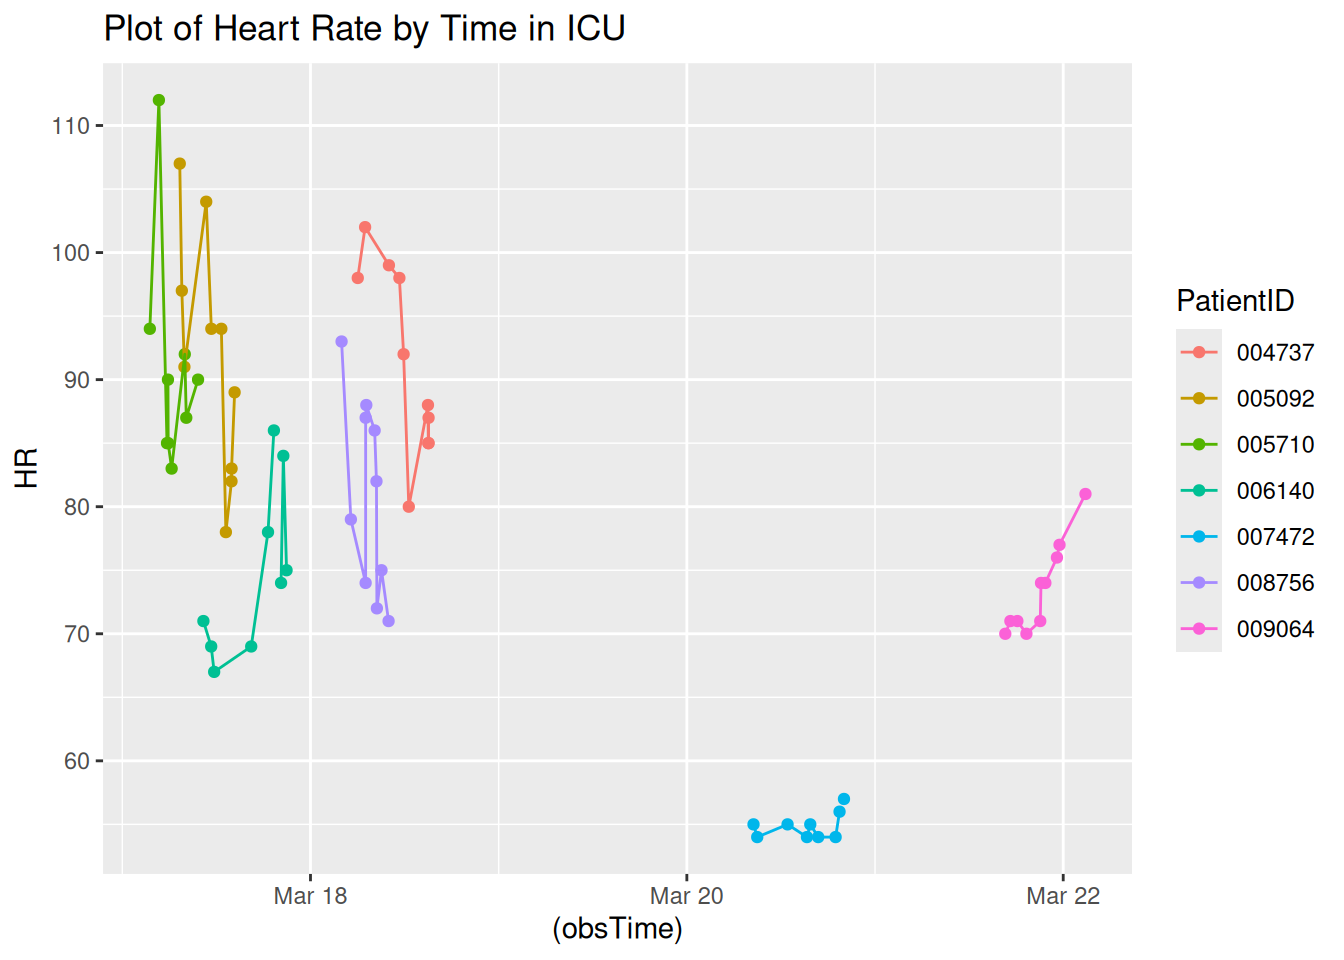 Plot of Heart Rate by Time in ICU
110
100
90
80
70
60
HR
Mar 18
Mar 20
Mar 22
(obsTime)
PatientID
004737
005092
005710
006140
007472
008756
009064